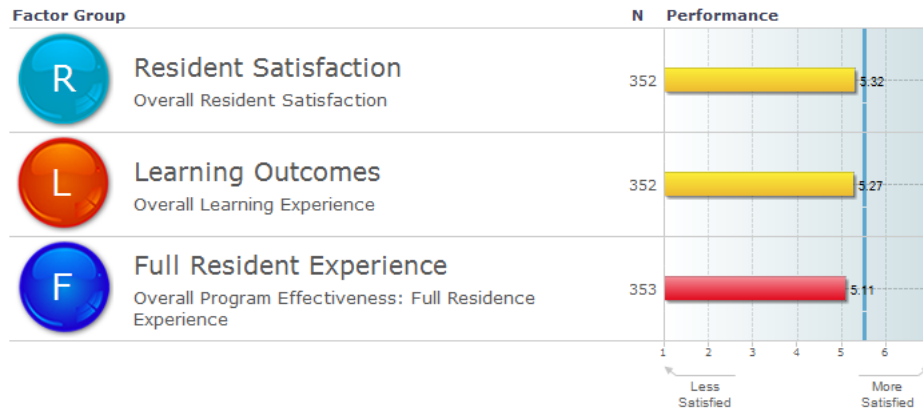 Factor Group N Performance
R Resident Satisfaction
Overall Resident Satisfaction
352 5.32
L Learning Outcomes
Overall Learning Experience
352 5.27
F Full Resident Experience
Overall Program Effectiveness: Full Residence
Experience
353 5.11
1 2 3 4 5 6
Less
Satisfied
More
Satisfied